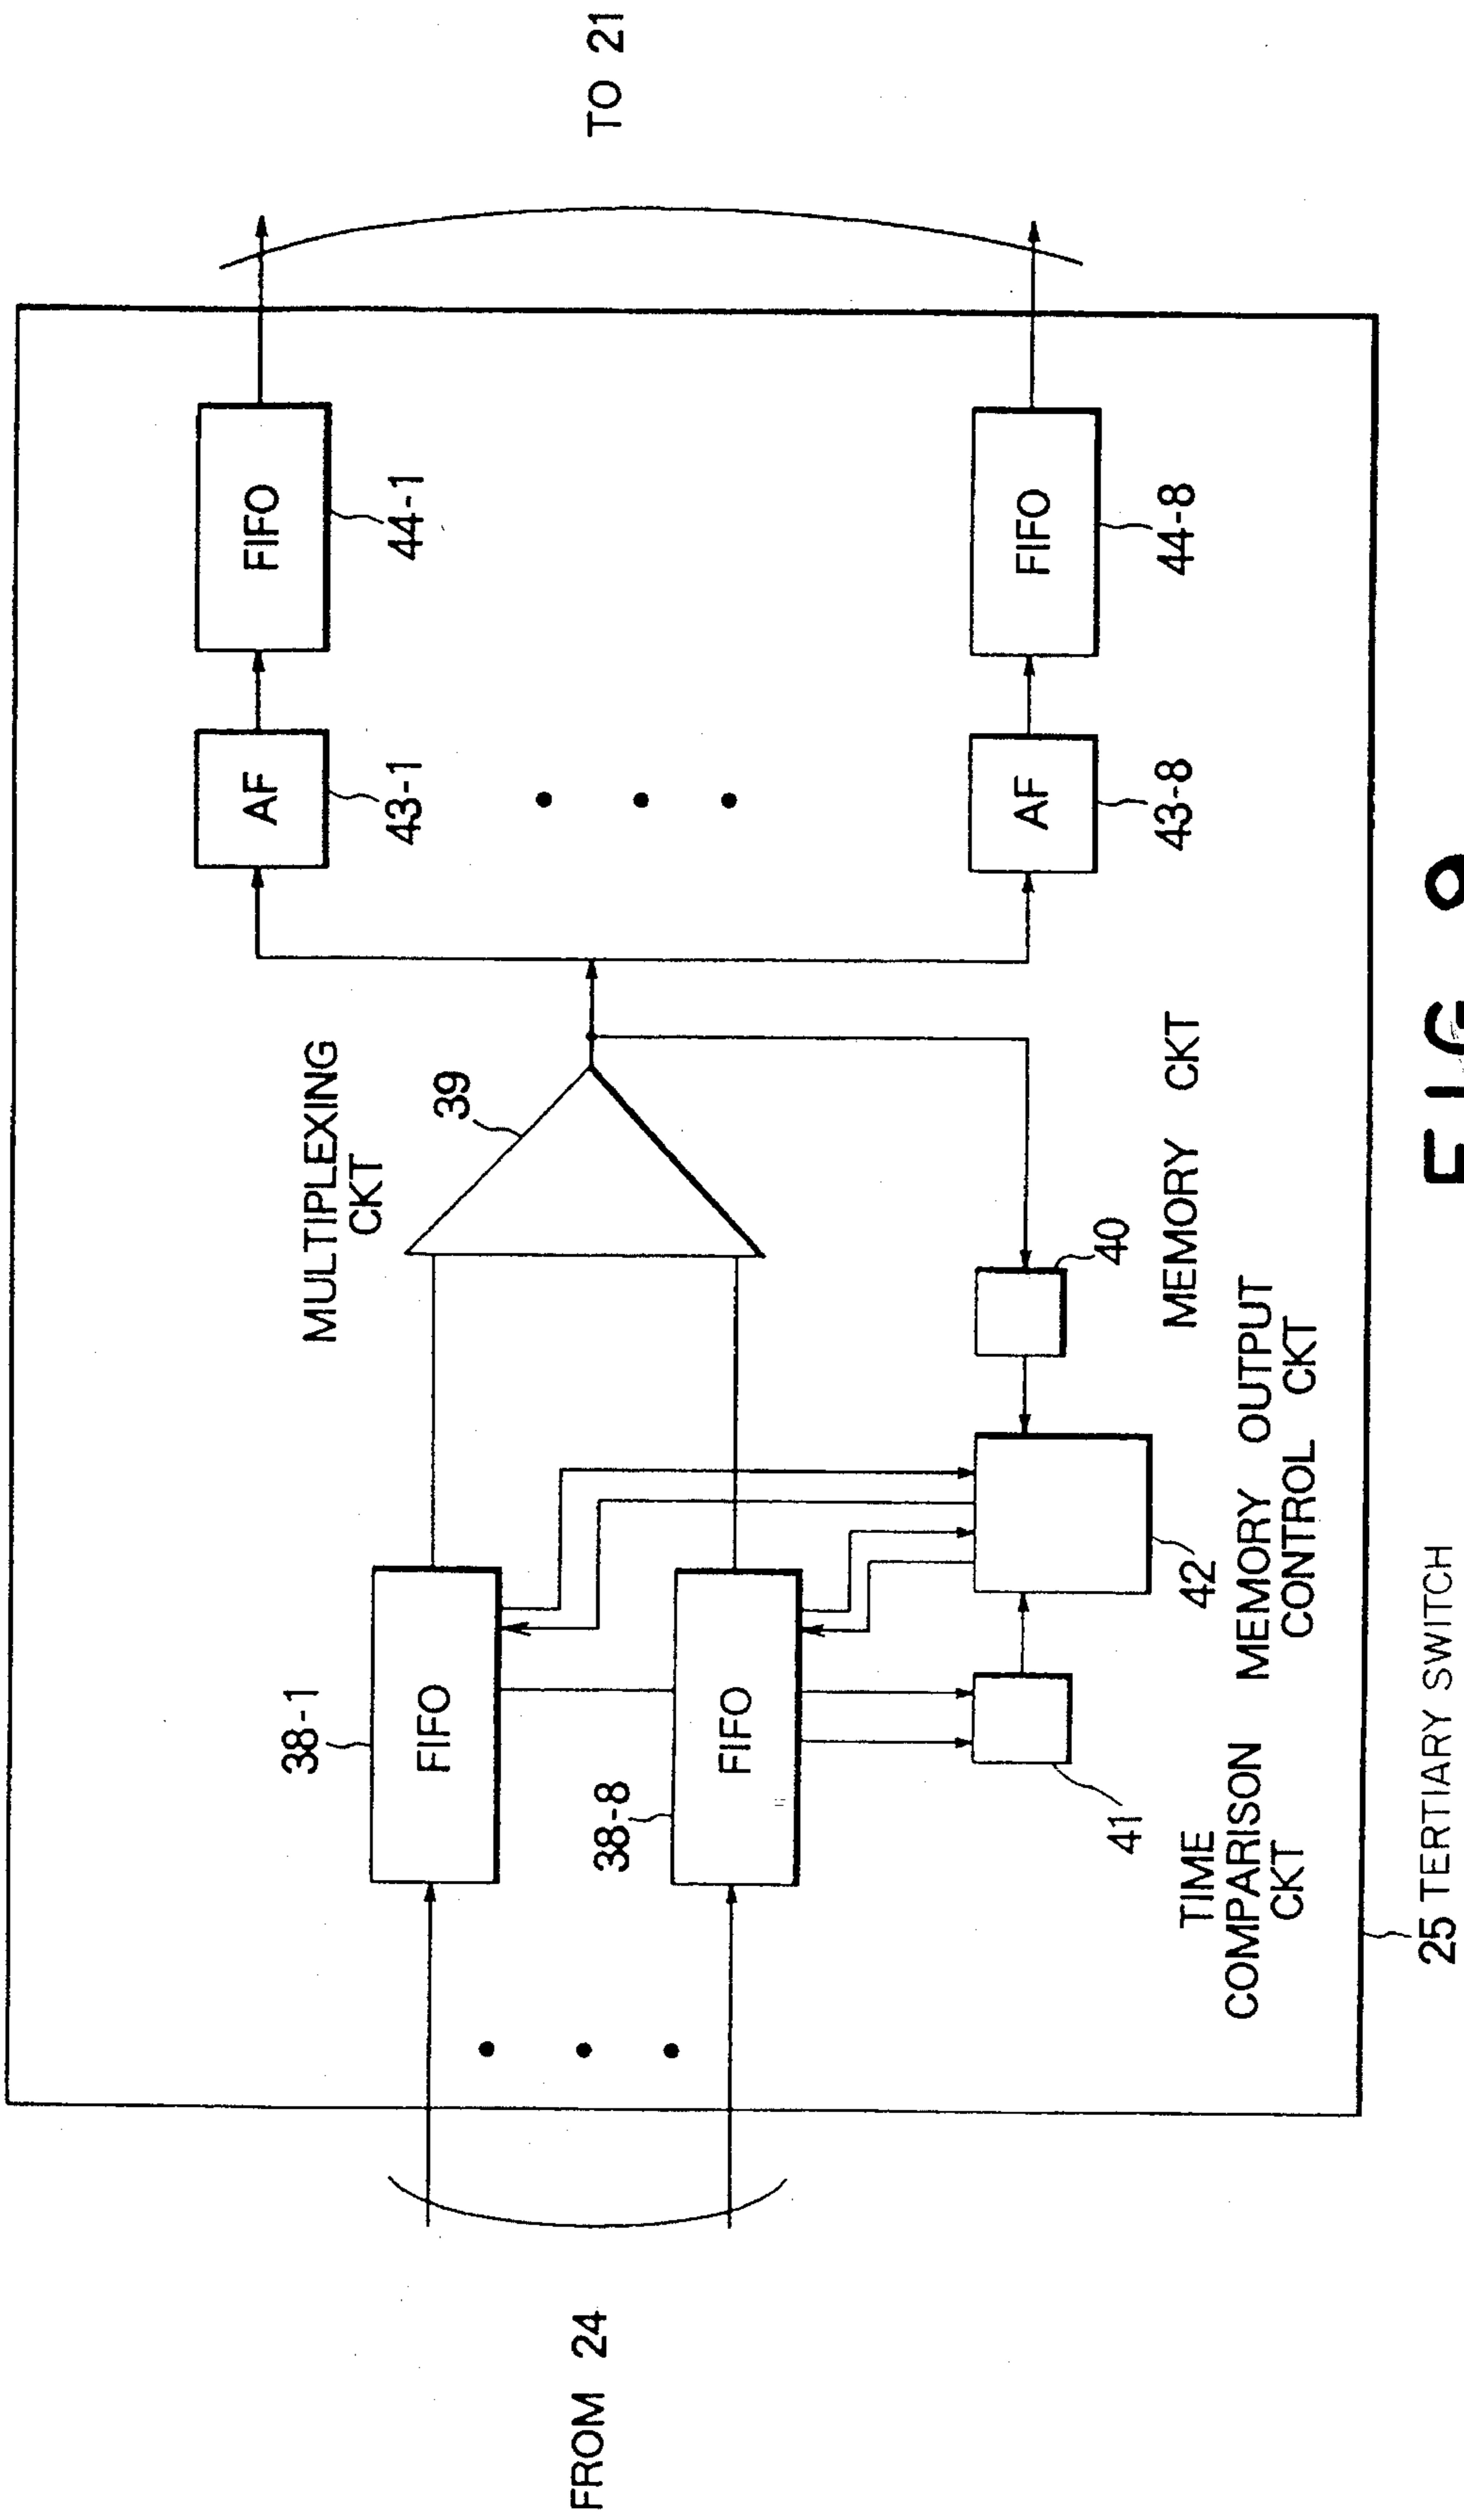 FROM 24
TO 21
38-1
FIFO
38-8
FIFO
MULTIPLEXING
CKT
39
AF
43-1
FIFO
44-1
AF
43-8
FIFO
44-8
40
MEMORY CKT
41
TIME
COMPARISON
CKT
42
MEMORY OUTPUT
CONTROL CKT
25 TERTIARY SWITCH